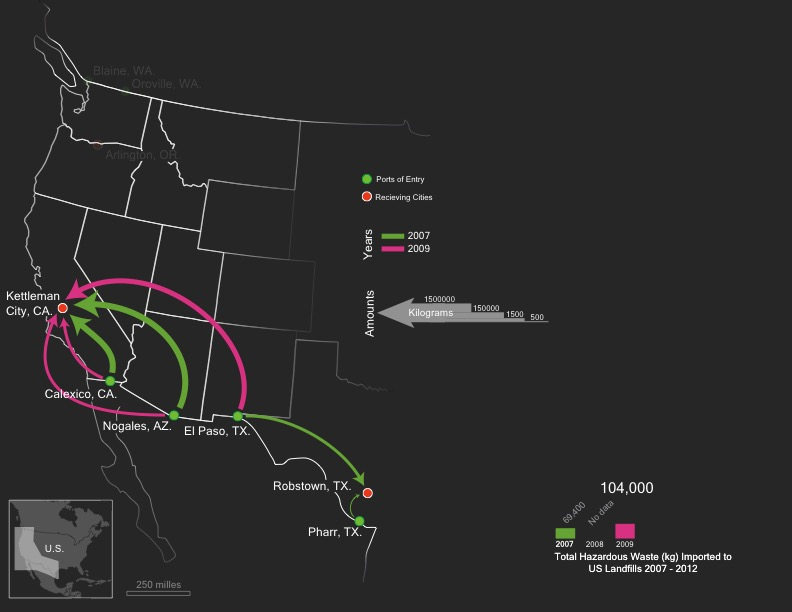 Blaine, WA.
Oroville. WA.
Arlington, OR.
Ports of Entry
Recieving Cities
Years
2007
2009
Kettleman
City, CA.
Amounts
1500000
150000
1500
500
Kilograms
Calexico, CA.
Nogales, AZ.
El Paso, TX.
Robstown, TX.
Pharr, TX.
U.S.
250 milles
104,000
69,400
No data
2007
2008
2009
Total Hazardous Waste (kg) Imported to
US Landfills 2007 - 2012